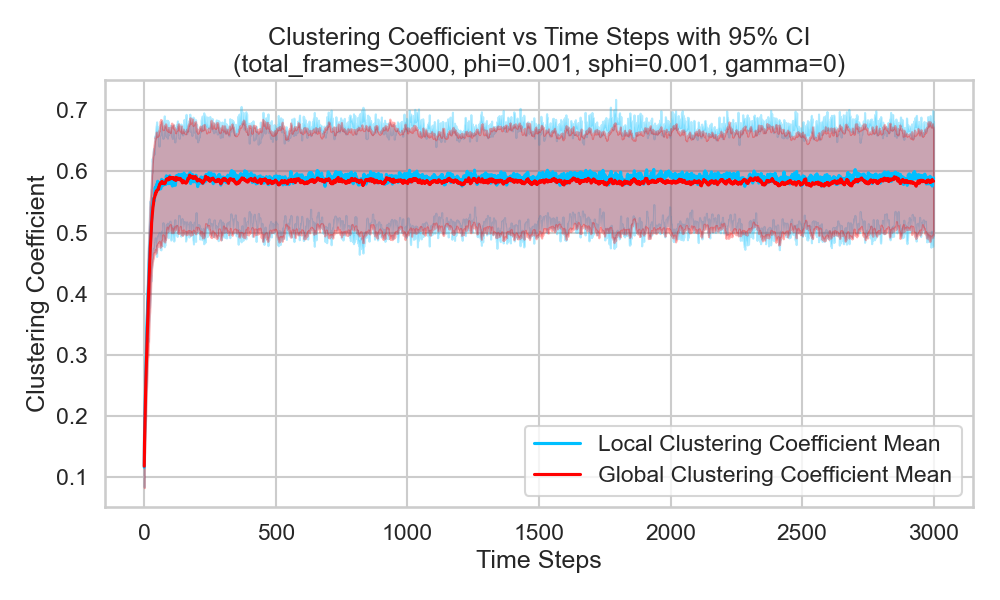 Clustering Coefficient vs Time Steps with 95% CI
(total_frames=3000, phi=0.001, sphi=0.001, gamma=0)
Clustering Coefficient
0.7
0.6
0.5
0.4
0.3
0.2
0.1
Local Clustering Coefficient Mean
Global Clustering Coefficient Mean
0 500 1000 1500 2000 2500 3000
Time Steps